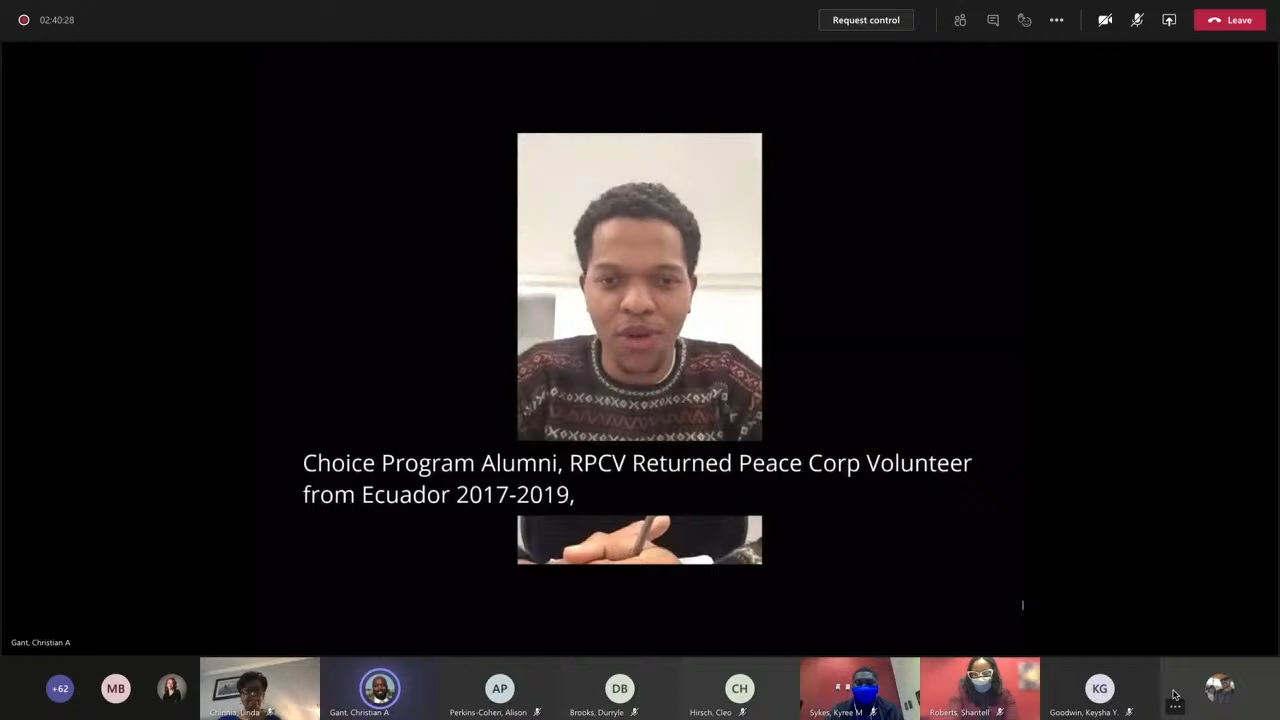 02:40:28
Request control
Leave
Choice Program Alumni, RPCV Returned Peace Corp Volunteer
from Ecuador 2017-2019,
Gant, Christian A
+62
MB
AP
DB
CH
KG
Chinnia, Linda
Gant, Christian A
Perkins-Cohen, Alison
Brooks, Durryle
Hirsch, Cleo
Sykes, Kyree M
Roberts, Shantell
Goodwin, Keysha Y.